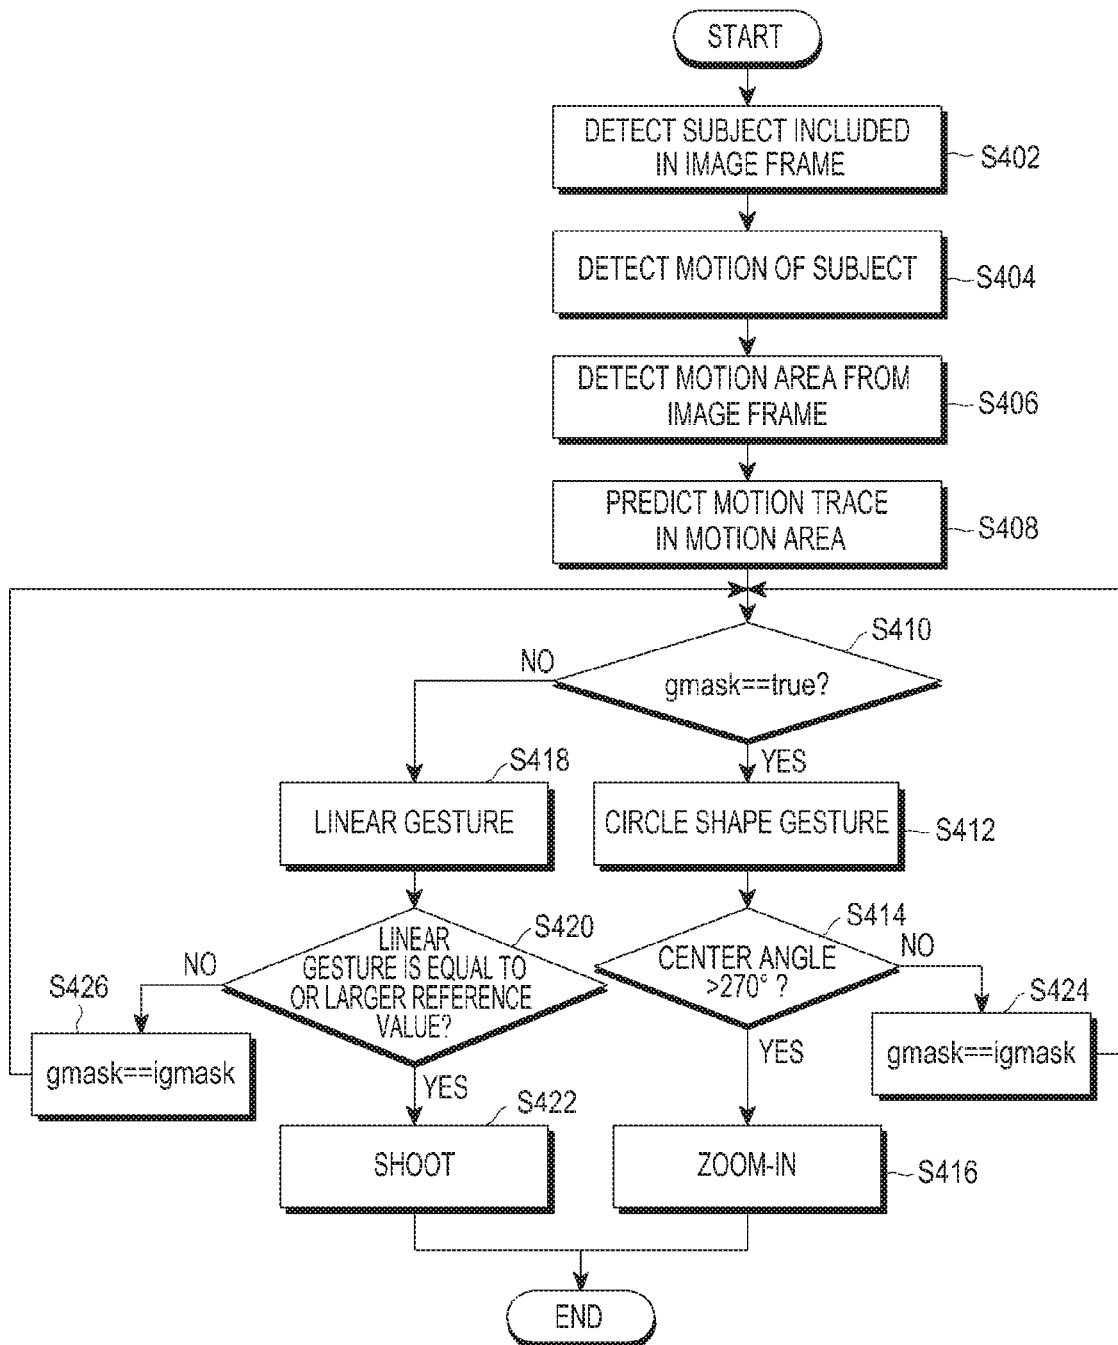 START
DETECT SUBJECT INCLUDED
IN IMAGE FRAME
S402
DETECT MOTION OF SUBJECT
S404
DETECT MOTION AREA FROM
IMAGE FRAME
S406
PREDICT MOTION TRACE
IN MOTION AREA
S408
S410
NO
gmask==true?
YES
S418
LINEAR GESTURE
CIRCLE SHAPE GESTURE
S412
S420
LINEAR
GESTURE IS EQUAL TO
OR LARGER REFERENCE
VALUE?
NO
YES
S414
CENTER ANGLE
>270° ?
NO
YES
S426
gmask==igmask
S424
gmask==igmask
S422
SHOOT
ZOOM-IN
S416
END